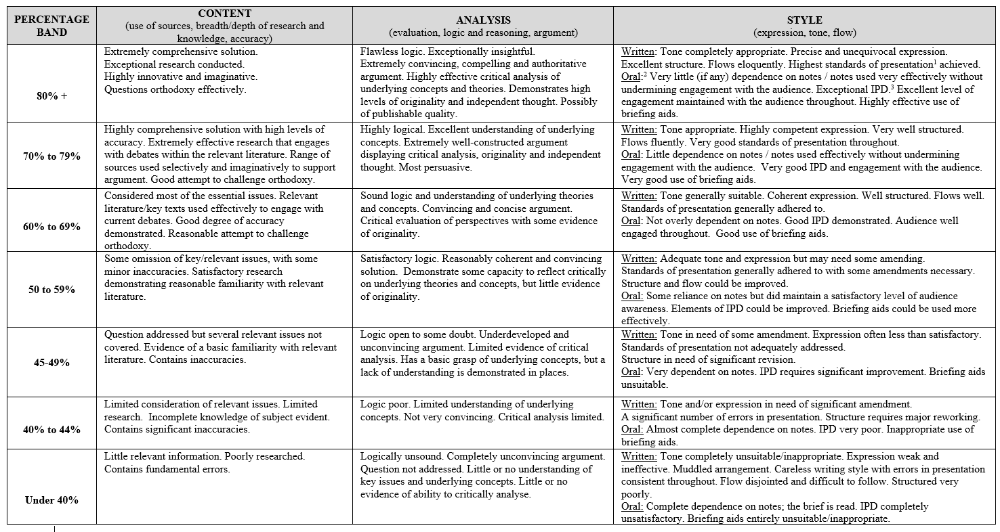 PERCENTAGE
BAND
CONTENT
(use of sources, breadth/depth of research and
knowledge, accuracy)
ANALYSIS
(evaluation, logic and reasoning, argument)
STYLE
(expression, tone, flow)
80% +
Extremely comprehensive solution.
Exceptional research conducted.
Highly innovative and imaginative.
Questions orthodoxy effectively.
Flawless logic. Exceptionally insightful.
Extremely convincing, compelling and authoritative
argument. Highly effective critical analysis of
underlying concepts and theories. Demonstrates high
levels of originality and independent thought. Possibly
of publishable quality.
Written: Tone completely appropriate. Precise and unequivocal expression.
Excellent structure. Flows eloquently. Highest standards of presentation¹ achieved.
Oral:² Very little (if any) dependence on notes / notes used very effectively without
undermining engagement with the audience. Exceptional IPD.³ Excellent level of
engagement maintained with the audience throughout. Highly effective use of
briefing aids.
70% to 79%
Highly comprehensive solution with high levels of
accuracy. Extremely effective research that engages
with debates within the relevant literature. Range of
sources used selectively and imaginatively to support
argument. Good attempt to challenge orthodoxy.
Highly logical. Excellent understanding of underlying
concepts. Extremely well-constructed argument
displaying critical analysis, originality and independent
thought. Most persuasive.
Written: Tone appropriate. Highly competent expression. Very well structured.
Flows fluently. Very good standards of presentation throughout.
Oral: Little dependence on notes / notes used effectively without undermining
engagement with the audience. Very good IPD and engagement with the audience.
Very good use of briefing aids.
60% to 69%
Considered most of the essential issues. Relevant
literature/key texts used effectively to engage with
current debates. Good degree of accuracy
demonstrated. Reasonable attempt to challenge
orthodoxy.
Sound logic and understanding of underlying theories
and concepts. Convincing and concise argument.
Critical evaluation of perspectives with some evidence
of originality.
Written: Tone generally suitable. Coherent expression. Well structured. Flows well.
Standards of presentation generally adhered to.
Oral: Not overly dependent on notes. Good IPD demonstrated. Audience well
engaged throughout. Good use of briefing aids.
50 to 59%
Some omission of key/relevant issues, with some
minor inaccuracies. Satisfactory research
demonstrating reasonable familiarity with relevant
literature.
Satisfactory logic. Reasonably coherent and convincing
solution. Demonstrate some capacity to reflect critically
on underlying theories and concepts, but little evidence
of originality.
Written: Adequate tone and expression but may need some amending.
Standards of presentation generally adhered to with some amendments necessary.
Structure and flow could be improved.
Oral: Some reliance on notes but did maintain a satisfactory level of audience
awareness. Elements of IPD could be improved. Briefing aids could be used more
effectively.
45-49%
Question addressed but several relevant issues not
covered. Evidence of a basic familiarity with relevant
literature. Contains inaccuracies.
Logic open to some doubt. Underdeveloped and
unconvincing argument. Limited evidence of critical
analysis. Has a basic grasp of underlying concepts, but a
lack of understanding is demonstrated in places.
Written: Tone in need of some amendment. Expression often less than satisfactory.
Standards of presentation not adequately addressed.
Structure in need of significant revision.
Oral: Very dependent on notes. IPD requires significant improvement. Briefing aids
unsuitable.
40% to 44%
Limited consideration of relevant issues. Limited
research. Incomplete knowledge of subject evident.
Contains significant inaccuracies.
Logic poor. Limited understanding of underlying
concepts. Not very convincing. Critical analysis limited.
Written: Tone and/or expression in need of significant amendment.
A significant number of errors in presentation. Structure requires major reworking.
Oral: Almost complete dependence on notes. IPD very poor. Inappropriate use of
briefing aids.
Under 40%
Little relevant information. Poorly researched.
Contains fundamental errors.
Logically unsound. Completely unconvincing argument.
Question not addressed. Little or no understanding of
key issues and underlying concepts. Little or no
evidence of ability to critically analyse.
Written: Tone completely unsuitable/inappropriate. Expression weak and
ineffective. Muddled arrangement. Careless writing style with errors in presentation
consistent throughout. Flow disjointed and difficult to follow. Structured very
poorly.
Oral: Complete dependence on notes; the brief is read. IPD completely
unsatisfactory. Briefing aids entirely unsuitable/inappropriate.